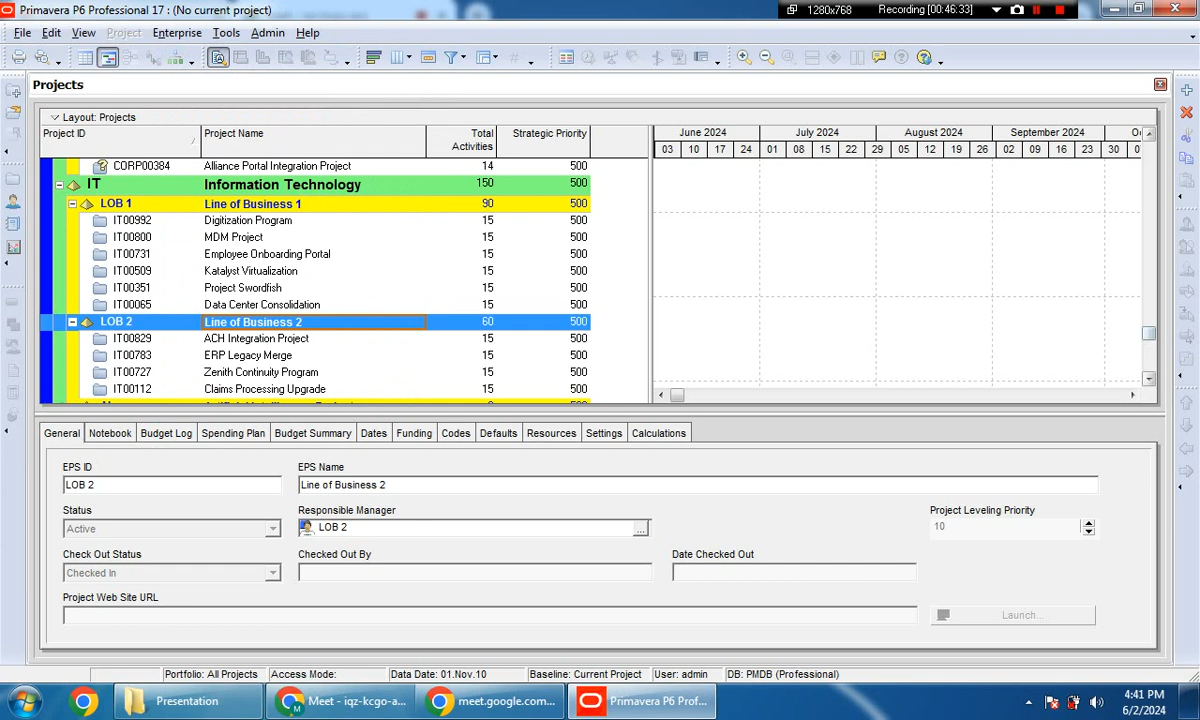 Primavera P6 Professional 17 : (No current project)
1280x768
Recording [00:46:33]
File Edit View Project Enterprise Tools Admin Help
Projects
Layout: Projects
Project ID Project Name Total Activities Strategic Priority
June 2024 July 2024 August 2024 September 2024
03 10 17 24 01 08 15 22 29 05 12 19 26 02 09 16 23 30 07
CORP00384 Alliance Portal Integration Project 14 500
IT Information Technology 150 500
LOB 1 Line of Business 1 90 500
IT00992 Digitization Program 15 500
IT00800 MDM Project 15 500
IT00731 Employee Onboarding Portal 15 500
IT00509 Katalyst Virtualization 15 500
IT00351 Project Swordfish 15 500
IT00065 Data Center Consolidation 15 500
LOB 2 Line of Business 2 60 500
IT00829 ACH Integration Project 15 500
IT00783 ERP Legacy Merge 15 500
IT00727 Zenith Continuity Program 15 500
IT00112 Claims Processing Upgrade 15 500
General Notebook Budget Log Spending Plan Budget Summary Dates Funding Codes Defaults Resources Settings Calculations
EPS ID EPS Name
LOB 2 Line of Business 2
Status Responsible Manager Project Leveling Priority
Active LOB 2 ... 10
Check Out Status Checked Out By Date Checked Out
Checked In
Project Web Site URL
Launch...
Portfolio: All Projects Access Mode: Data Date: 01.Nov.10 Baseline: Current Project User: admin DB: PMDB (Professional)
Presentation Meet - iqz-kcgo-a... meet.google.com... Primavera P6 Prof...
4:41 PM
6/2/2024